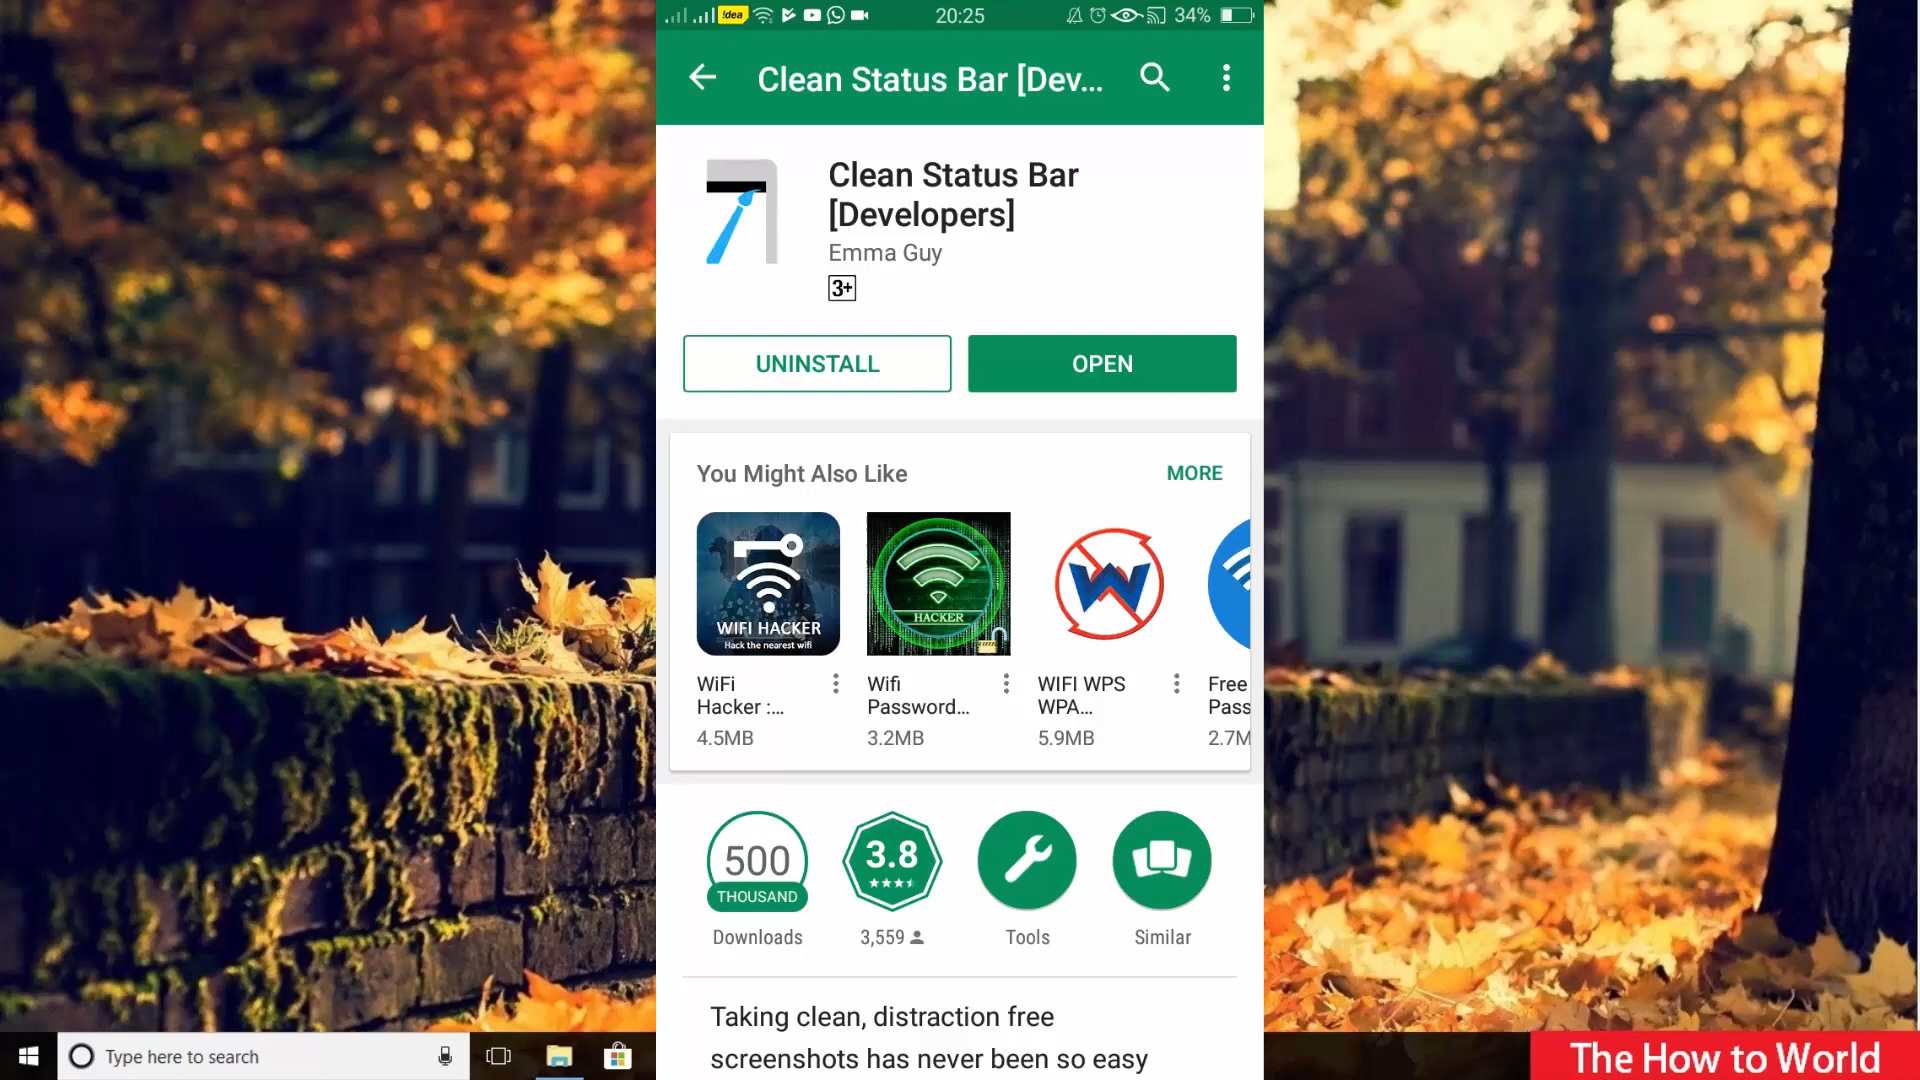 !dea 20:25 34%
Clean Status Bar [Dev...
Clean Status Bar
[Developers]
Emma Guy
3+
UNINSTALL OPEN
You Might Also Like MORE
WIFI HACKER
Hack the nearest wifi
HACKER
W
WiFi
Hacker :...
4.5MB
Wifi
Password...
3.2MB
WIFI WPS
WPA...
5.9MB
Free
Pass
2.7M
500
THOUSAND
Downloads
3.8
3,559
Tools
Similar
Taking clean, distraction free
screenshots has never been so easy
Type here to search
The How to World